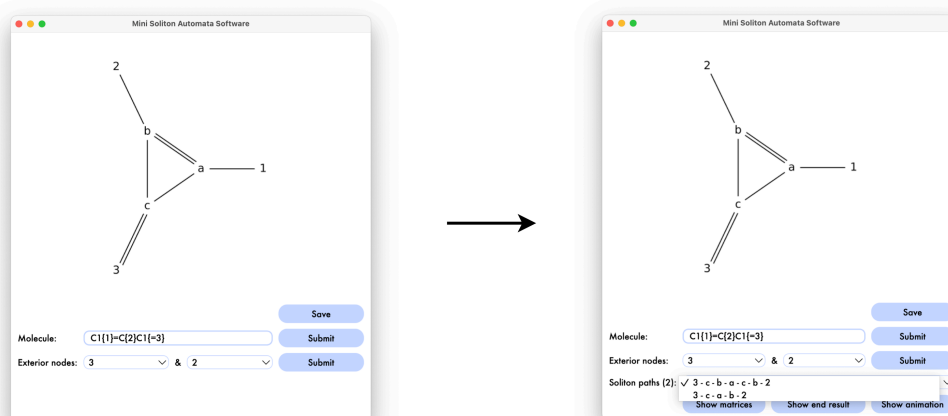 Mini Soliton Automata Software
2
b
a
1
c
3
Save
Molecule: C1{1}=C{2}C1{=3} Submit
Exterior nodes: 3 & 2 Submit
Mini Soliton Automata Software
2
b
a
1
c
3
Save
Molecule: C1{1}=C{2}C1{=3} Submit
Exterior nodes: 3 & 2 Submit
Soliton paths (2): ✓ 3 - c - b - a - c - b - 2
3 - c - a - b - 2
Show matrices Show end result Show animation